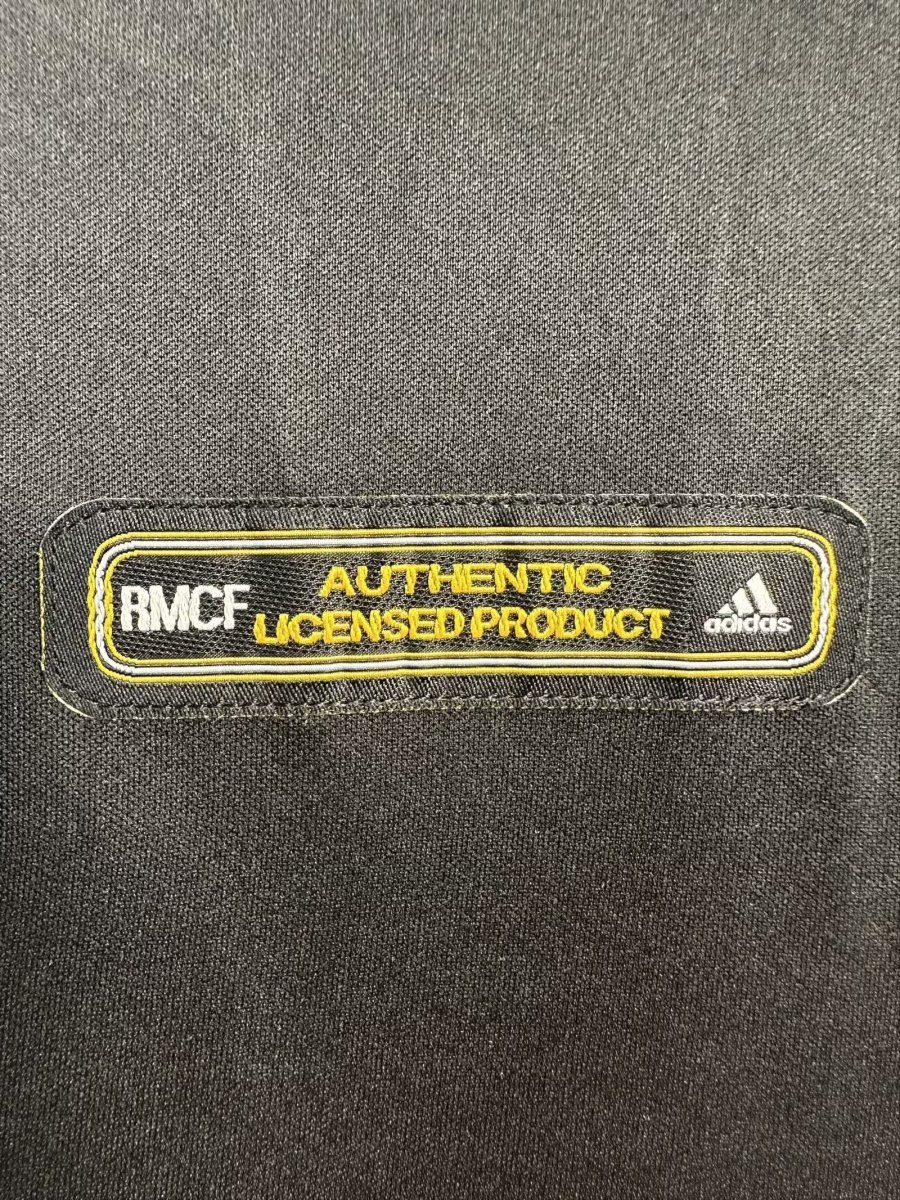 RMCF
AUTHENTIC
LICENSED PRODUCT
adidas